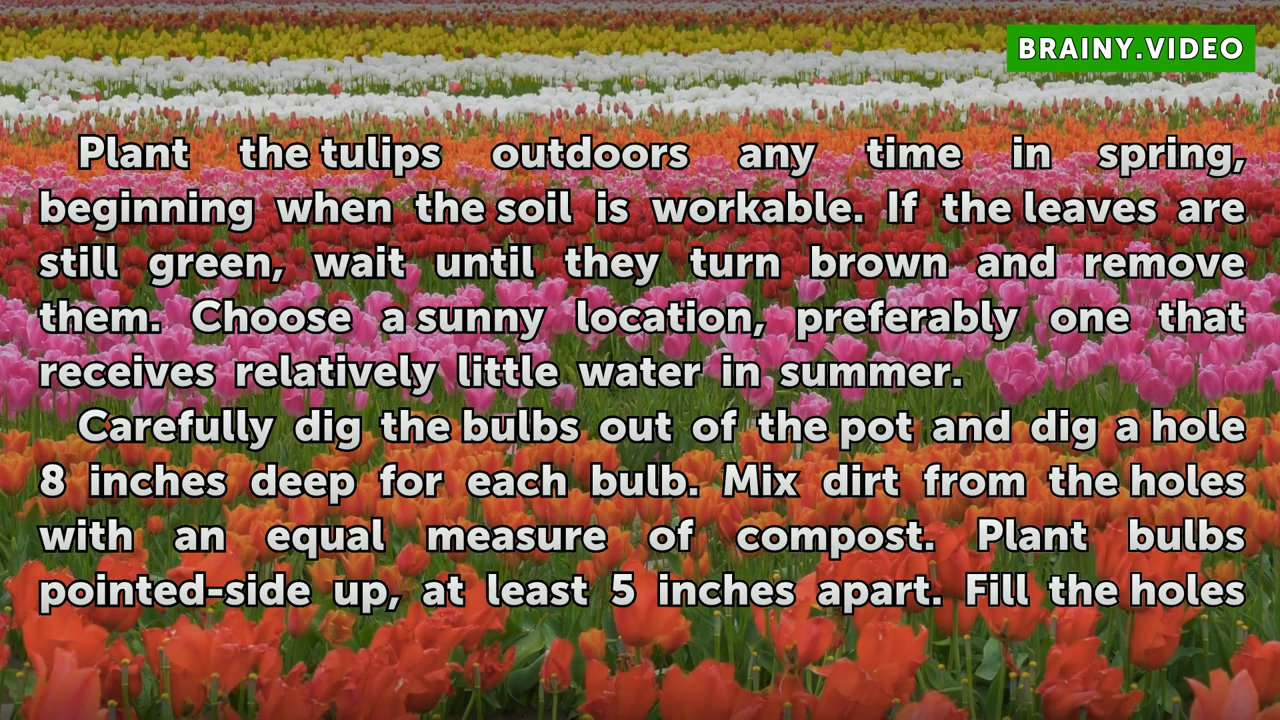 BRAINY.VIDEO
Plant the tulips outdoors any time in spring,
beginning when the soil is workable. If the leaves are
still green, wait until they turn brown and remove
them. Choose a sunny location, preferably one that
receives relatively little water in summer.
Carefully dig the bulbs out of the pot and dig a hole
8 inches deep for each bulb. Mix dirt from the holes
with an equal measure of compost. Plant bulbs
pointed-side up, at least 5 inches apart. Fill the holes